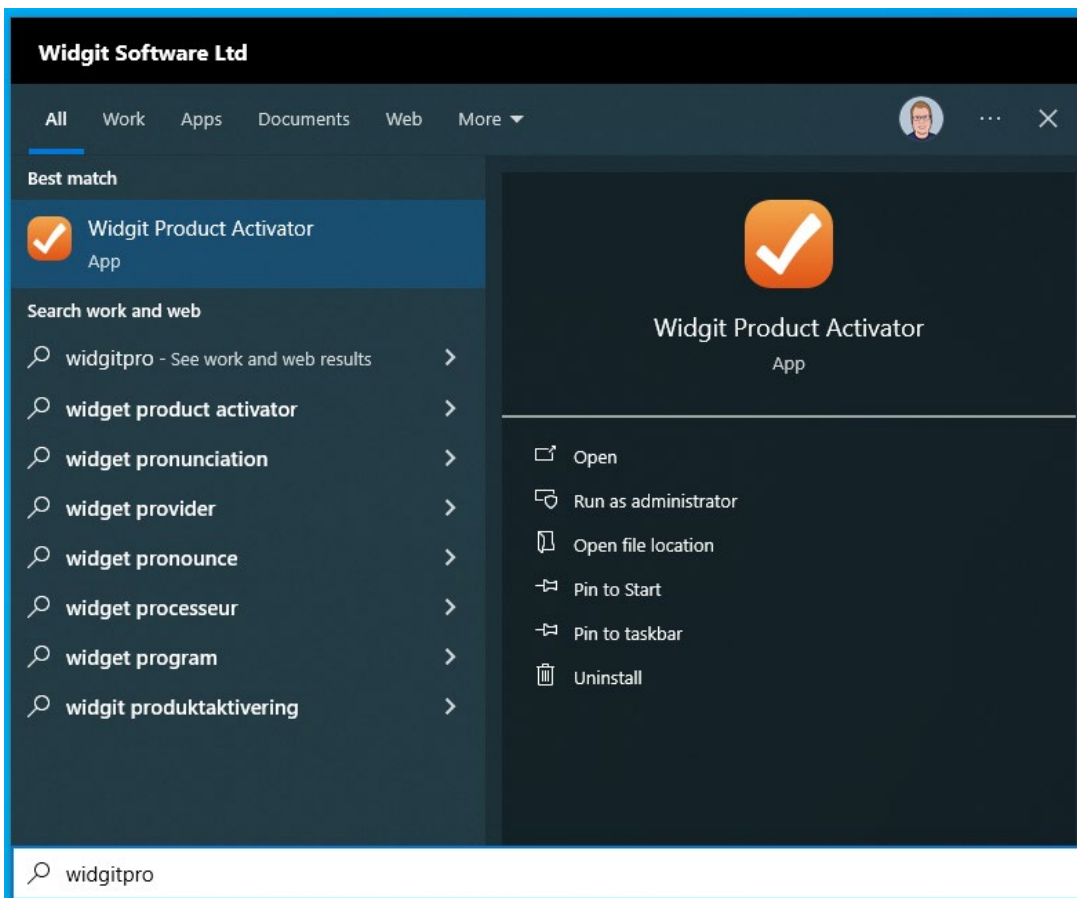 Widgit Software Ltd
All Work Apps Documents Web More
Best match
Widgit Product Activator
App
Search work and web
widgitpro - See work and web results
widget product activator
widget pronunciation
widget provider
widget pronounce
widget processeur
widget program
widgit produktaktivering
Widgit Product Activator
App
Open
Run as administrator
Open file location
Pin to Start
Pin to taskbar
Uninstall
widgitpro